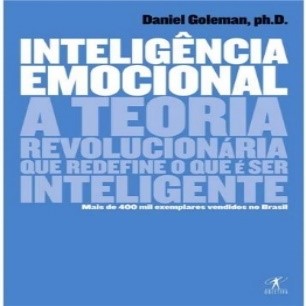 Daniel Goleman, ph.D.
INTELIGÊNCIA
EMOCIONAL
A TEORIA
REVOLUCIONÁRIA
QUE REDEFINE O QUE É SER
INTELIGENTE
Mais de 400 mil exemplares vendidos no Brasil
OBJETIVA